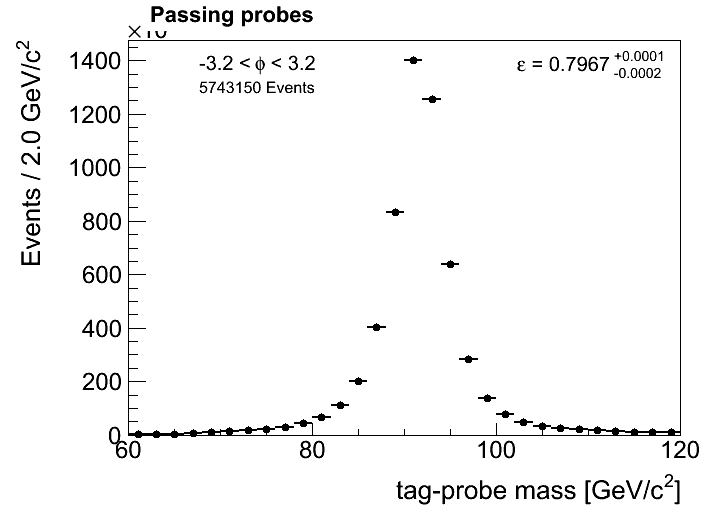 Passing probes
×10
-3.2 < ϕ < 3.2
5743150 Events
ε = 0.7967 +0.0001 -0.0002
Events / 2.0 GeV/c²
1400
1200
1000
800
600
400
200
0
60
80
100
120
tag-probe mass [GeV/c²]